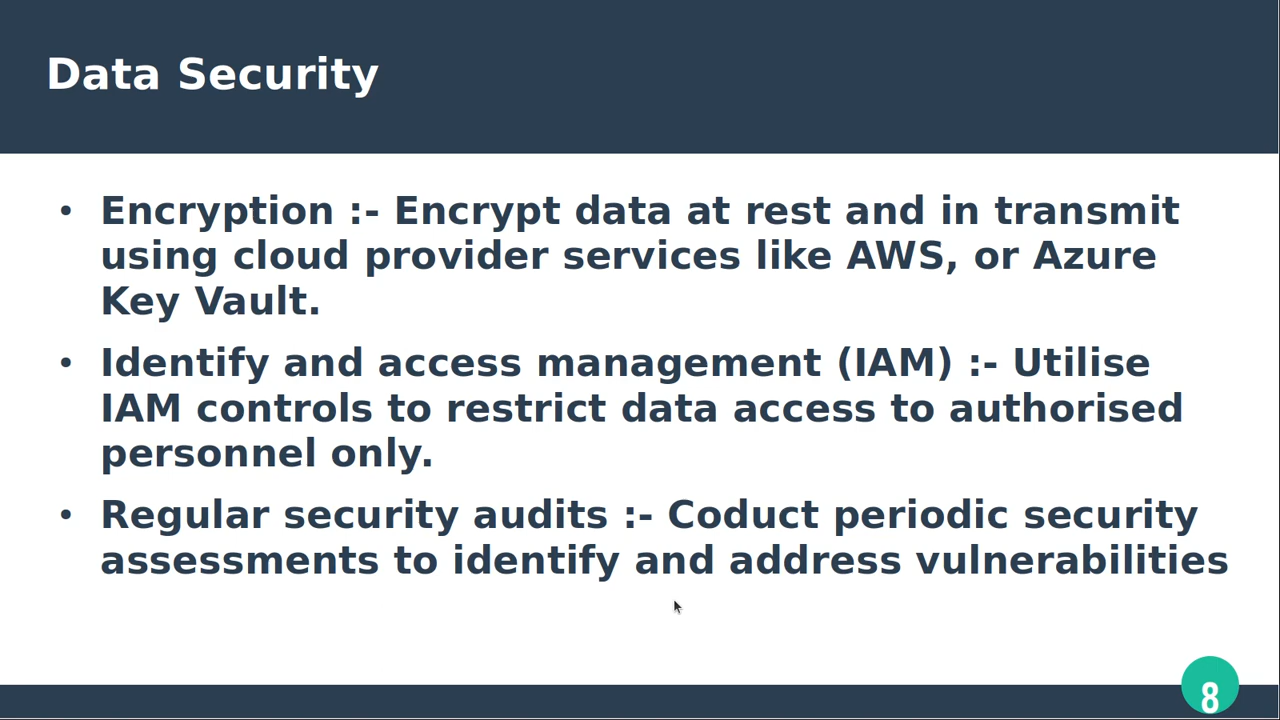 Data Security
• Encryption :- Encrypt data at rest and in transmit
using cloud provider services like AWS, or Azure
Key Vault.
• Identify and access management (IAM) :- Utilise
IAM controls to restrict data access to authorised
personnel only.
• Regular security audits :- Coduct periodic security
assessments to identify and address vulnerabilities
8